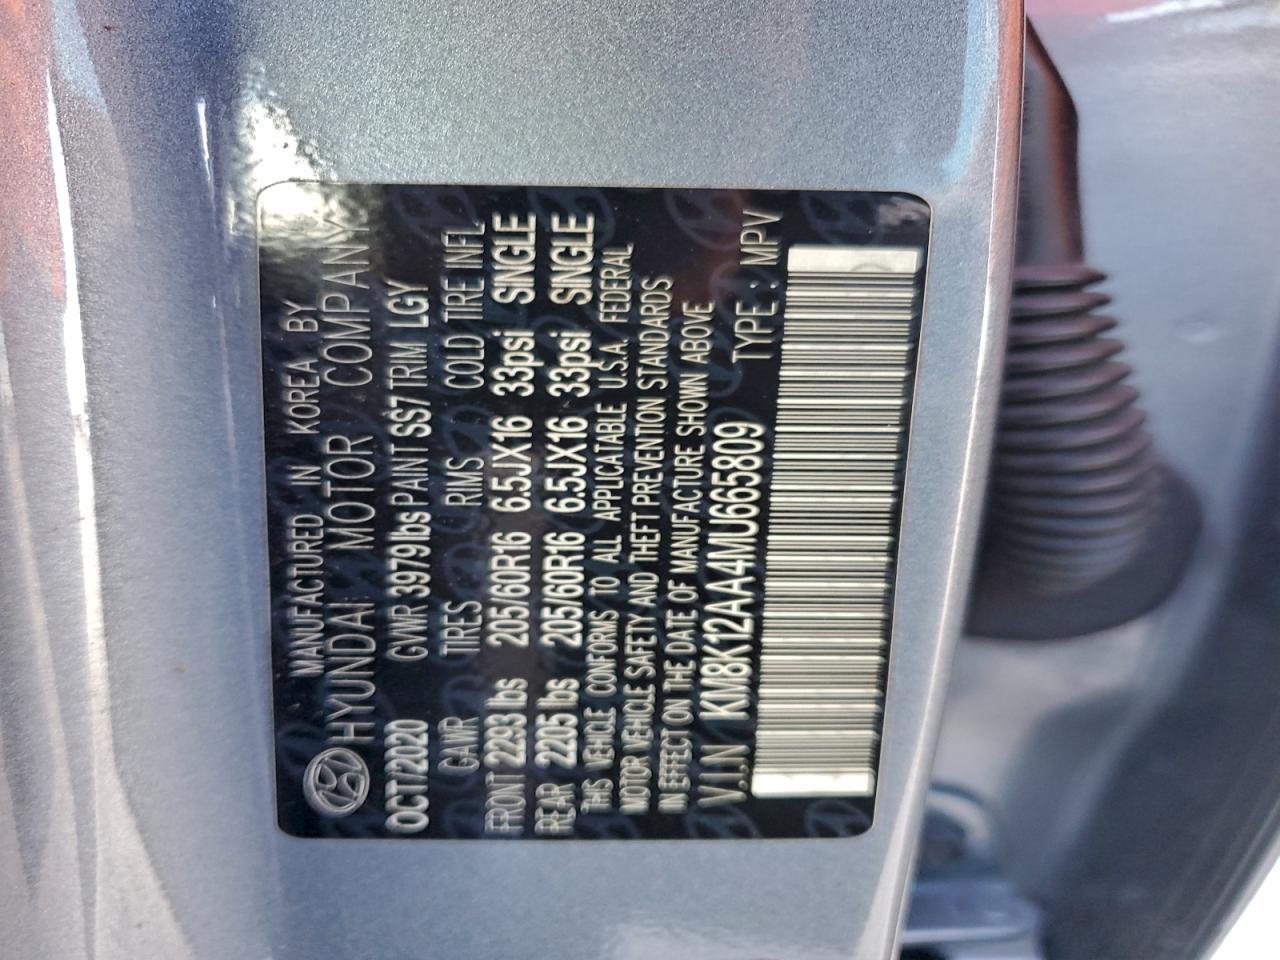 MANUFACTURED IN KOREA BY
HYUNDAI MOTOR COMPANY
OCT/2020 GVWR 3979 lbs PAINT SS7 TRIM LGY
GAWR TIRES RIMS COLD TIRE INFL
FRONT 2293 lbs 205/60R16 6.5JX16 33psi SINGLE
REAR 2205 lbs 205/60R16 6.5JX16 33psi SINGLE
THIS VEHICLE CONFORMS TO ALL APPLICATABLE U.S.A. FEDERAL
MOTOR VEHICLE SAFETY AND THEFT PREVENTION STANDARDS
IN EFFECT ON THE DATE OF MANUFACTURE SHOWN ABOVE
V.I.N KM8K12AA4MU665809 TYPE : MPV